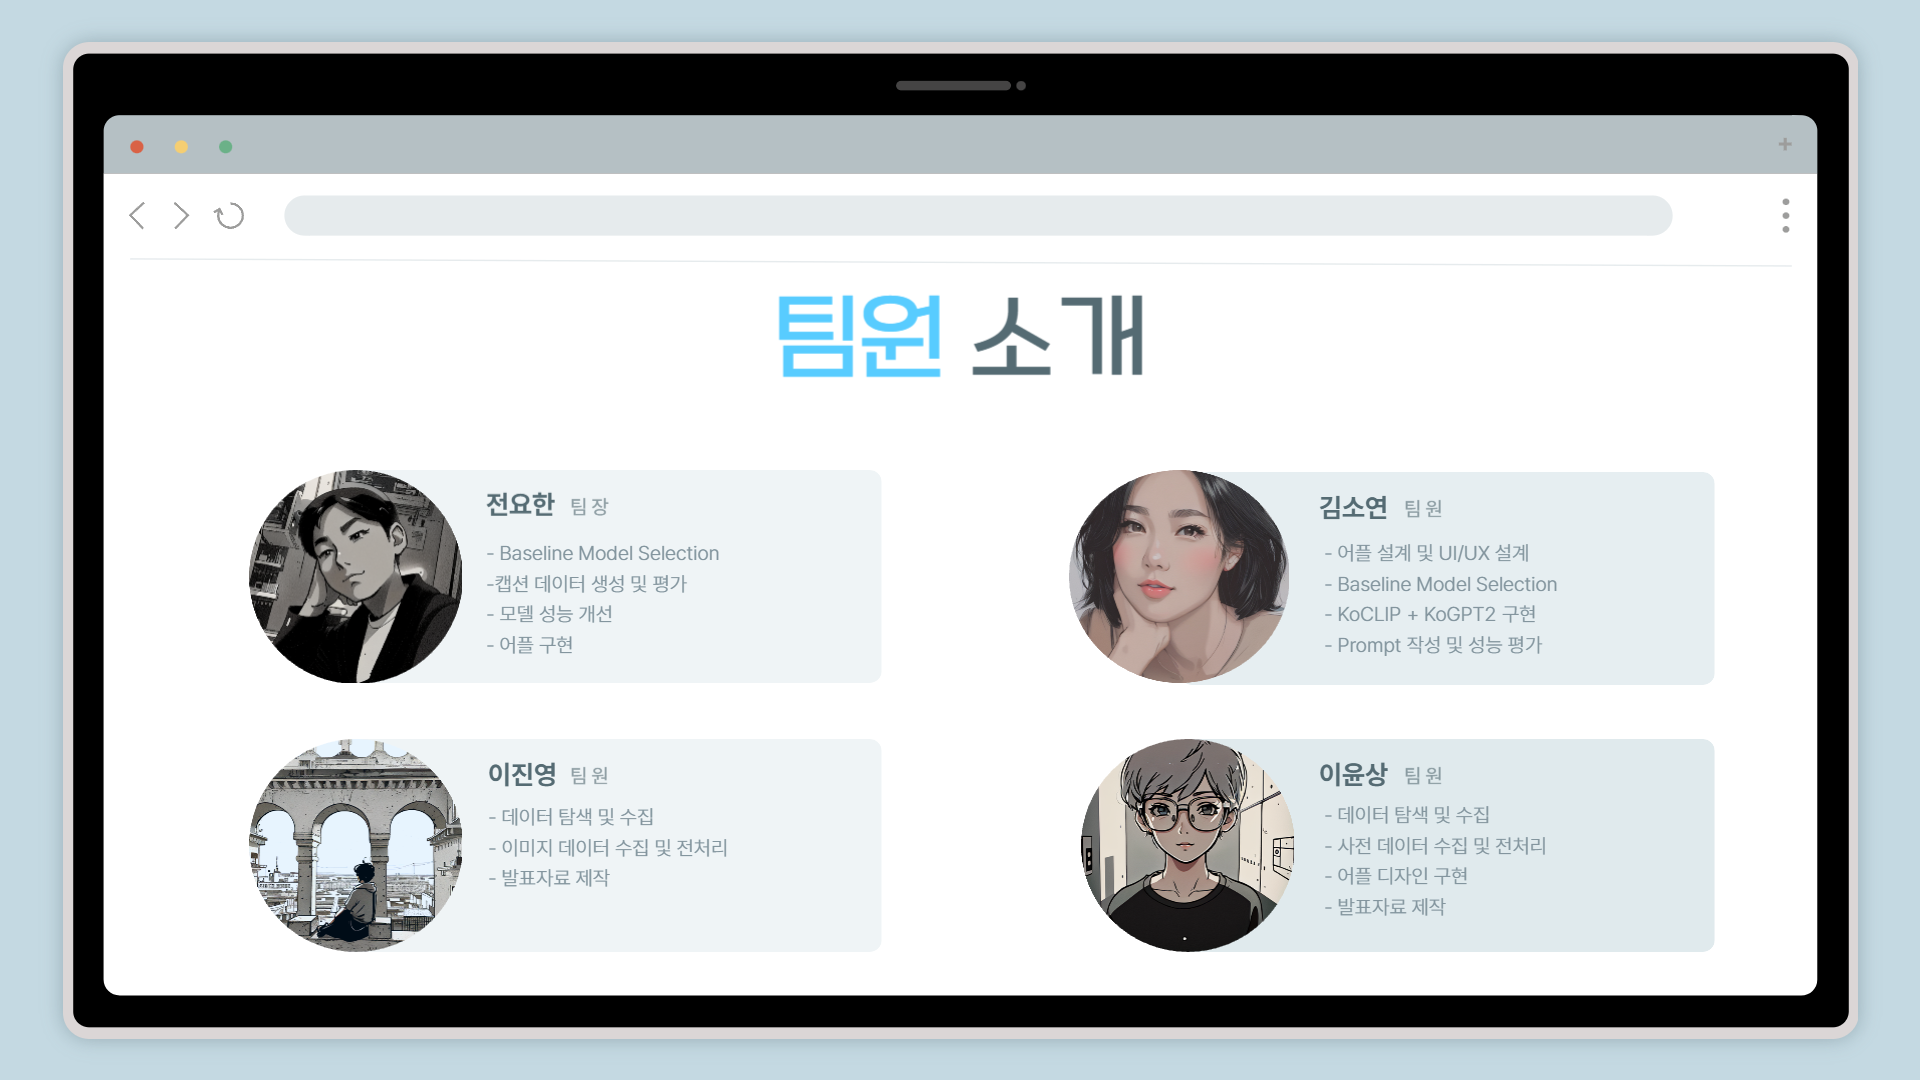 팀원 소개
전요한 팀장
- Baseline Model Selection
-캡션 데이터 생성 및 평가
- 모델 성능 개선
- 어플 구현
김소연 팀원
- 어플 설계 및 UI/UX 설계
- Baseline Model Selection
- KoCLIP + KoGPT2 구현
- Prompt 작성 및 성능 평가
이진영 팀원
- 데이터 탐색 및 수집
- 이미지 데이터 수집 및 전처리
- 발표자료 제작
이윤상 팀원
- 데이터 탐색 및 수집
- 사전 데이터 수집 및 전처리
- 어플 디자인 구현
- 발표자료 제작